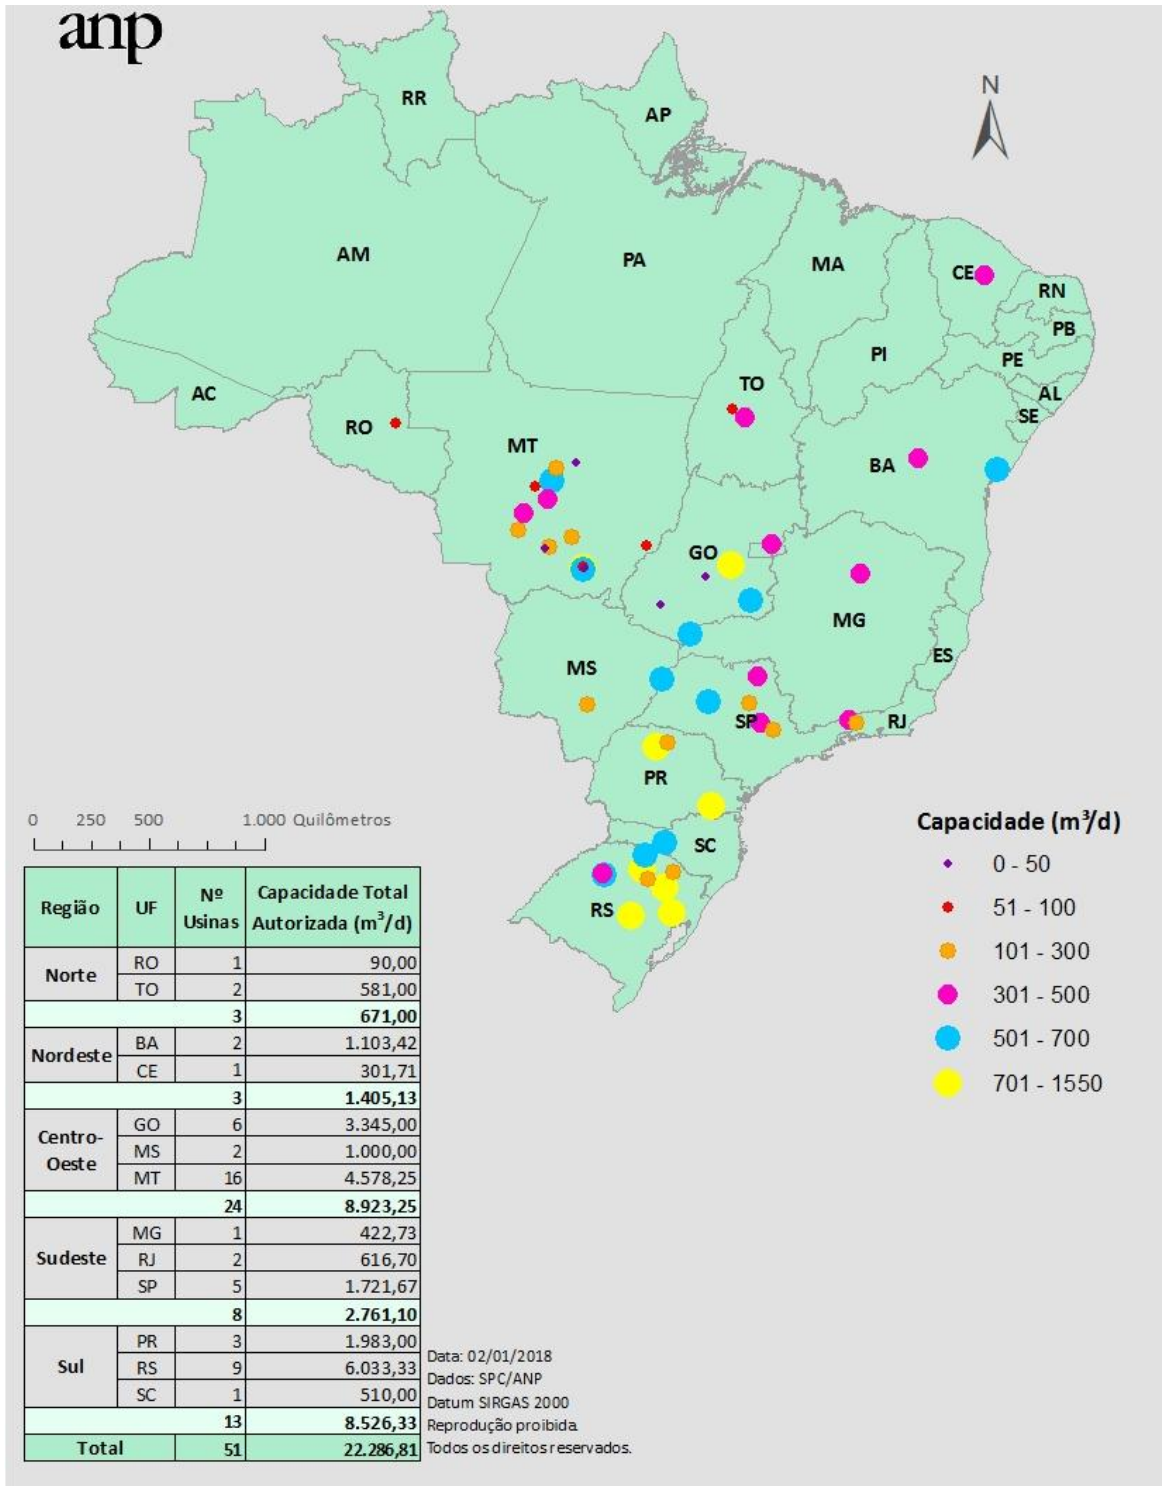 anp
N
RR
AP
AM
PA
MA
CE
RN
PB
PI
PE
AC
TO
AL
SE
RO
MT
BA
GO
MG
ES
MS
SP
RJ
PR
SC
RS
0 250 500 1.000 Quilômetros
Capacidade (m³/d)
0 - 50
51 - 100
101 - 300
301 - 500
501 - 700
701 - 1550
Região UF Nº Usinas Capacidade Total Autorizada (m³/d)
Norte RO 1 90,00
TO 2 581,00
3 671,00
Nordeste BA 2 1.103,42
CE 1 301,71
3 1.405,13
Centro-Oeste GO 6 3.345,00
MS 2 1.000,00
MT 16 4.578,25
24 8.923,25
Sudeste MG 1 422,73
RJ 2 616,70
SP 5 1.721,67
8 2.761,10
Sul PR 3 1.983,00
RS 9 6.033,33
SC 1 510,00
13 8.526,33
Total 51 22.286,81
Data: 02/01/2018
Dados: SPC/ANP
Datum SIRGAS 2000
Reprodução proibida.
Todos os direitos reservados.